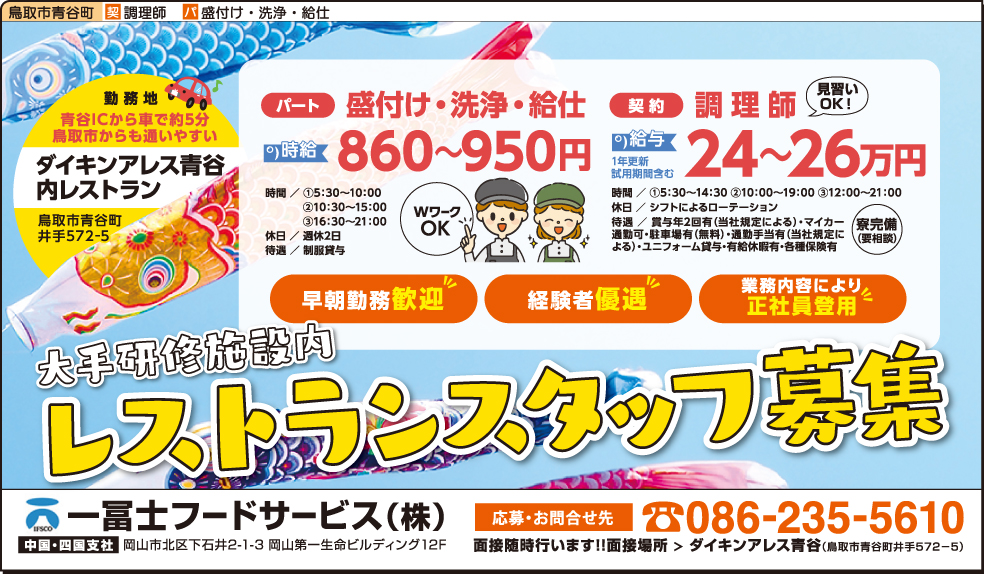 鳥取市青谷町 契 調理師 パ 盛付け・洗浄・給仕
勤務地
青谷ICから車で約5分
鳥取市からも通いやすい
ダイキンアレス青谷
内レストラン
鳥取市青谷町
井手572-5
パート 盛付け・洗浄・給仕
時給 860～950円
時間 ／ ①5:30～10:00
②10:30～15:00
③16:30～21:00
休日 ／ 週休2日
待遇 ／ 制服貸与
Wワーク
OK
契約 調理師
見習い
OK!
給与 24～26万円
1年更新
試用期間含む
時間 ／ ①5:30～14:30 ②10:00～19:00 ③12:00～21:00
休日 ／ シフトによるローテーション
待遇 ／ 賞与年2回有(当社規定による)・マイカー
通勤可・駐車場有(無料)・通勤手当有(当社規定に
よる)・ユニフォーム貸与・有給休暇有・各種保険有
寮完備
(要相談)
早朝勤務歓迎
経験者優遇
業務内容により
正社員登用
大手研修施設内
レストランスタッフ募集
IFSCO
一冨士フードサービス(株)
中国・四国支社 岡山市北区下石井2-1-3 岡山第一生命ビルディング12F
応募・お問合せ先 ☎086-235-5610
面接随時行います!!面接場所 > ダイキンアレス青谷(鳥取市青谷町井手572-5)